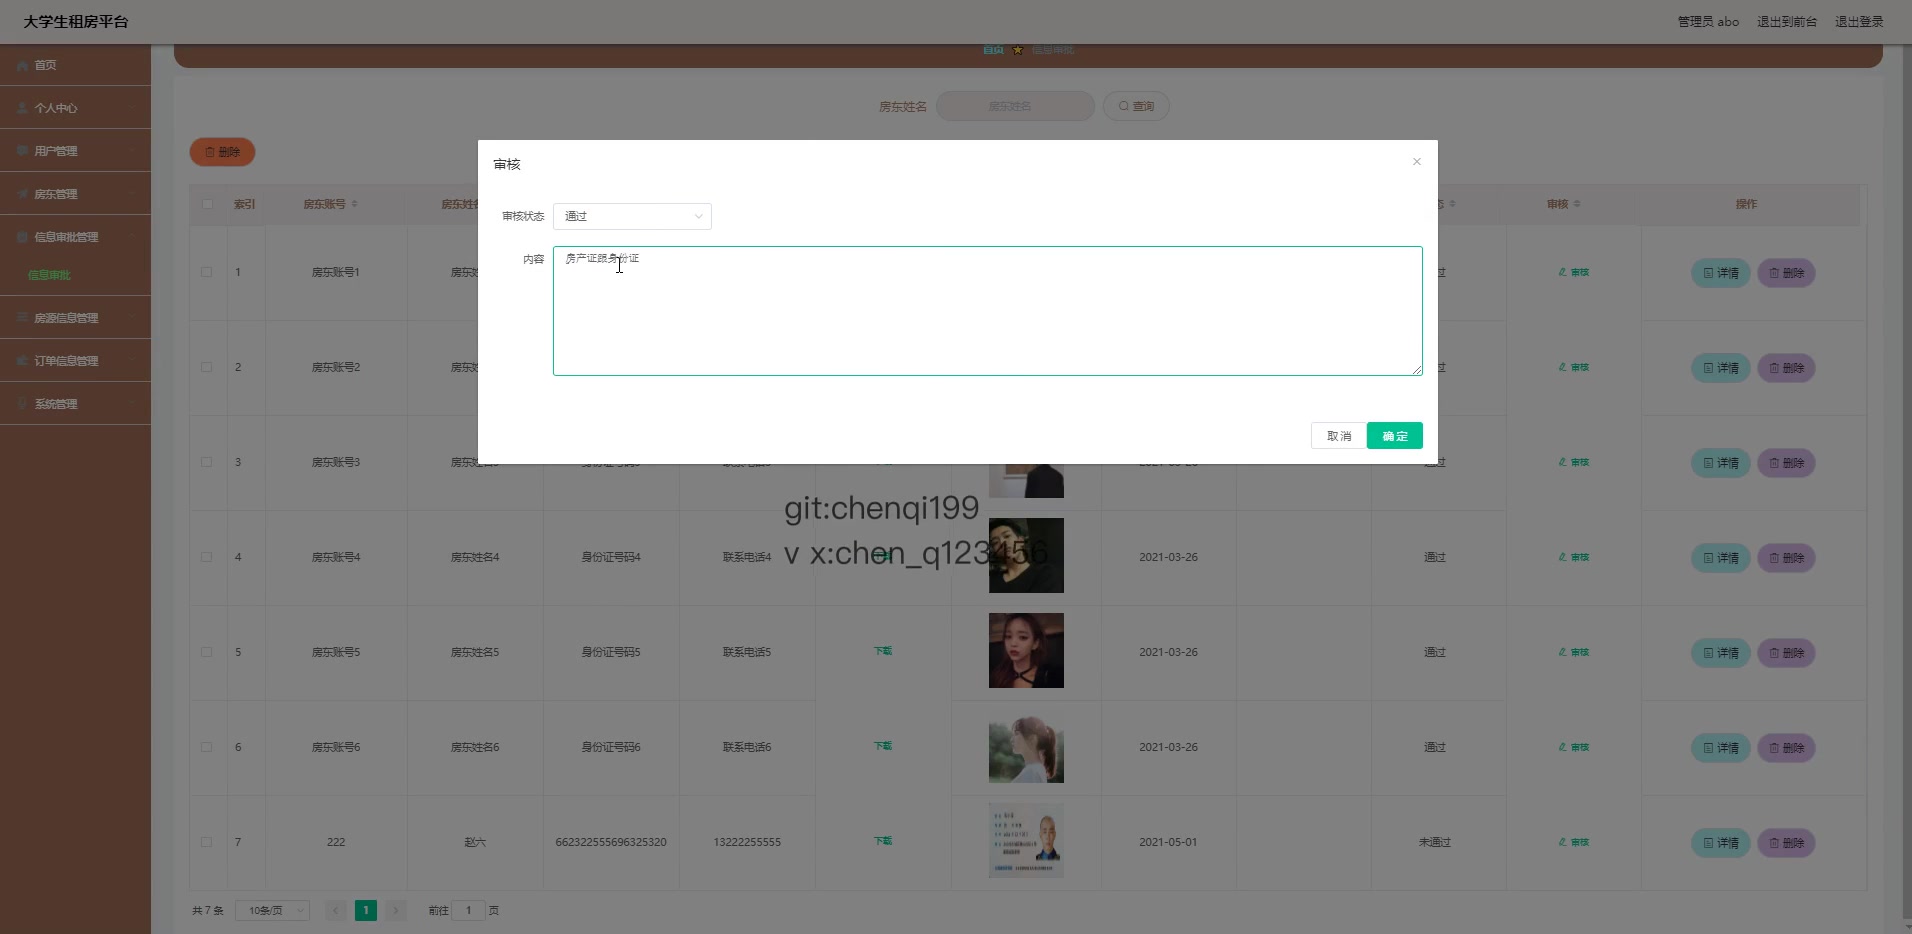 大学生租房平台
管理员 abo 退出到前台 退出登录
首页 信息审批
首页
个人中心
用户管理
房东管理
信息审批管理
信息审批
房源信息管理
订单信息管理
系统管理
房东姓名 房东姓名 查询
删除
审核
审核状态 通过
内容 房产证跟身份证
取消 确定
索引 房东账号 审核 操作
1 房东账号1 审核 详情 删除
2 房东账号2 审核 详情 删除
3 房东账号3 审核 详情 删除
git:chenqi199
v x:chen_q123456
4 房东账号4 房东姓名4 身份证号码4 联系电话4 2021-03-26 通过 审核 详情 删除
5 房东账号5 房东姓名5 身份证号码5 联系电话5 下载 2021-03-26 通过 审核 详情 删除
6 房东账号6 房东姓名6 身份证号码6 联系电话6 下载 2021-03-26 通过 审核 详情 删除
7 222 赵六 662322555696325320 13222255555 下载 2021-05-01 未通过 审核 详情 删除
共 7 条 10条/页 1 前往 1 页